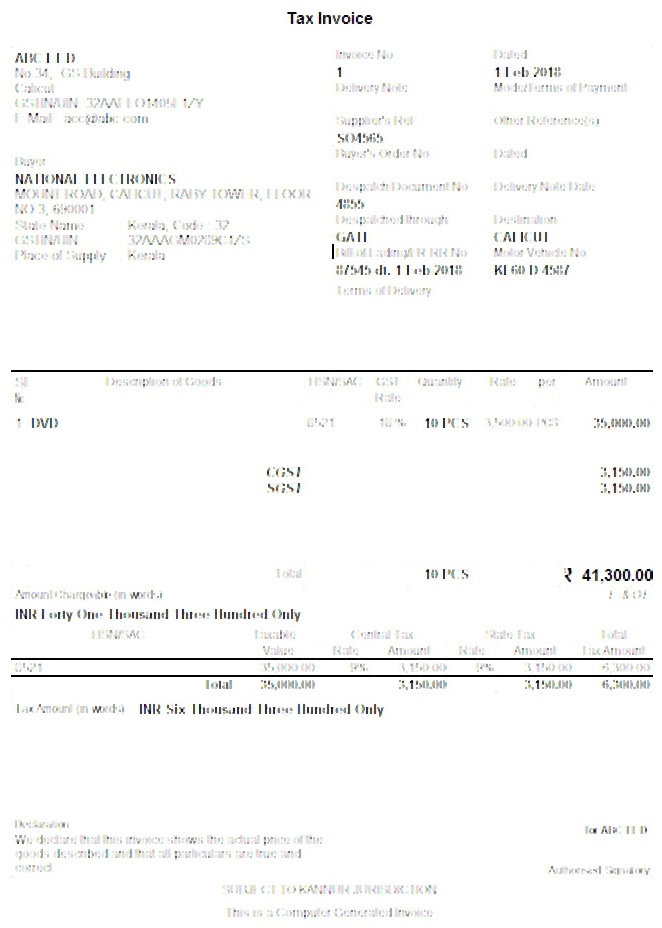 Tax Invoice
ABC LTD
No 34, GS Building
Calicut
GSTIN/UIN
E-Mail acc@abc.com
Invoice No
1
Dated
1 Feb 2018
Delivery Note
Mode/Terms of Payment
Supplier's Ref
SO4565
Other Reference(s)
Buyer
NATIONAL ELECTRONICS
MOUNT ROAD, CALICUT, RABY TOWER, FLOOR
NO 3, 690001
State Name : Kerala, Code : 32
GSTIN/UIN
Place of Supply : Kerala
Buyer's Order No
Dated
Despatch Document No
4855
Delivery Note Date
Despatched through
GATI
Destination
CALICUT
Bill of Lading/LR-RR No
87545 dt. 1 Feb 2018
Motor Vehicle No
KL 60 D 4587
Terms of Delivery
Sl Description of Goods HSN/SAC GST Quantity Rate per Amount
No Rate
1 DVD 8521 18 % 10 PCS 3,500.00 PCS 35,000.00
CGST 3,150.00
SGST 3,150.00
Total 10 PCS ₹ 41,300.00
Amount Chargeable (in words) E. & O.E
INR Forty One Thousand Three Hundred Only
HSN/SAC Taxable Central Tax State Tax Total
Value Rate Amount Rate Amount Tax Amount
8521 35,000.00 9% 3,150.00 9% 3,150.00 6,300.00
Total 35,000.00 3,150.00 3,150.00 6,300.00
Tax Amount (in words) : INR Six Thousand Three Hundred Only
Declaration
We declare that this invoice shows the actual price of the
goods described and that all particulars are true and
correct.
for ABC LTD
Authorised Signatory
SUBJECT TO KANNUR JURISDICTION
This is a Computer Generated Invoice